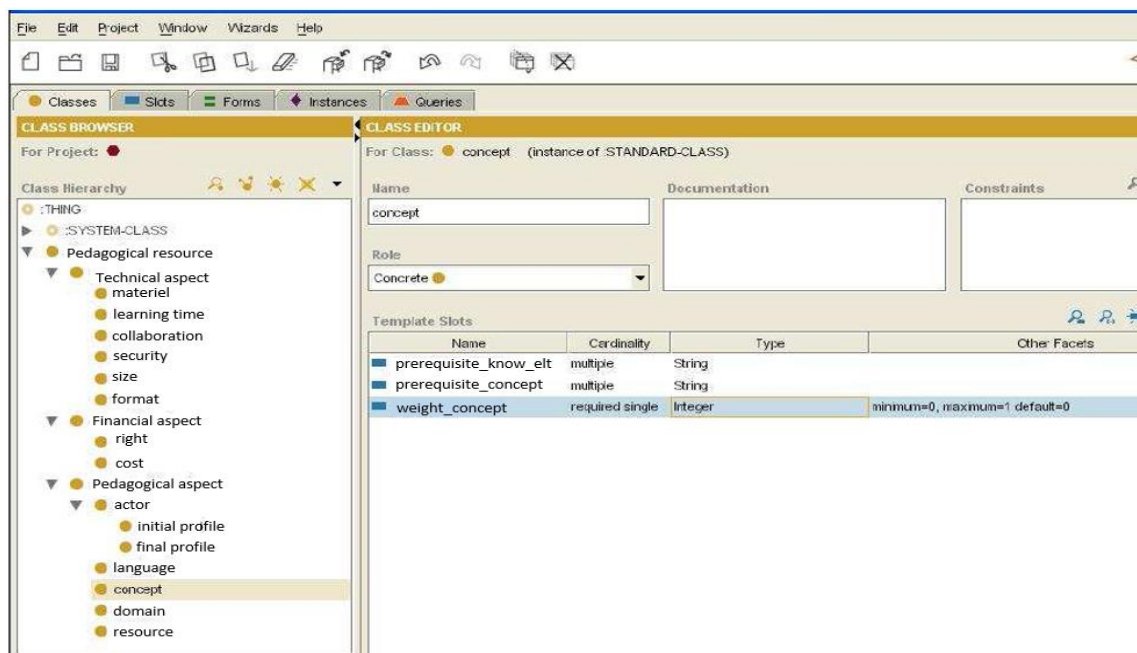 File Edit Project Window Wizards Help
Classes Slots Forms Instances Queries
CLASS BROWSER
For Project:
Class Hierarchy
:THING
:SYSTEM-CLASS
Pedagogical resource
Technical aspect
materiel
learning time
collaboration
security
size
format
Financial aspect
right
cost
Pedagogical aspect
actor
initial profile
final profile
language
concept
domain
resource
CLASS EDITOR
For Class: concept (instance of :STANDARD-CLASS)
Name Documentation Constraints
concept
Role
Concrete
Template Slots
Name Cardinality Type Other Facets
prerequisite_know_elt multiple String
prerequisite_concept multiple String
weight_concept required single Integer minimum=0, maximum=1 default=0